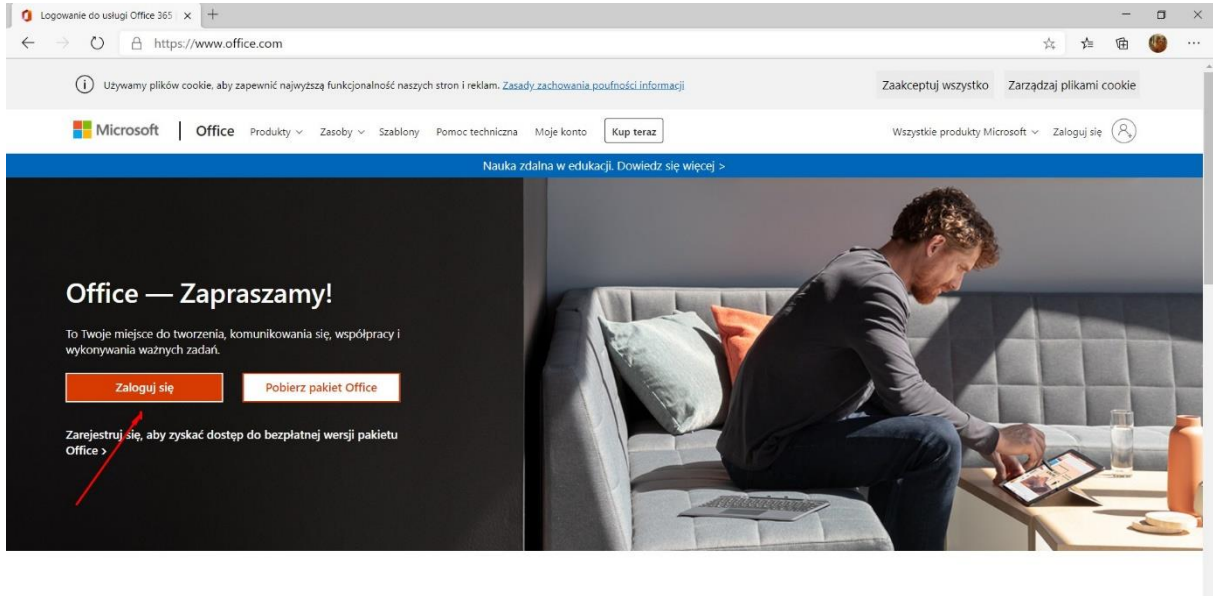 Logowanie do usługi Office 365
https://www.office.com
Używamy plików cookie, aby zapewnić najwyższą funkcjonalność naszych stron i reklam. Zasady zachowania poufności informacji
Zaakceptuj wszystko Zarządzaj plikami cookie
Microsoft Office Produkty Zasoby Szablony Pomoc techniczna Moje konto Kup teraz Wszystkie produkty Microsoft Zaloguj się
Nauka zdalna w edukacji. Dowiedz się więcej >
Office — Zapraszamy!
To Twoje miejsce do tworzenia, komunikowania się, współpracy i
wykonywania ważnych zadań.
Zaloguj się Pobierz pakiet Office
Zarejestruj się, aby zyskać dostęp do bezpłatnej wersji pakietu
Office >